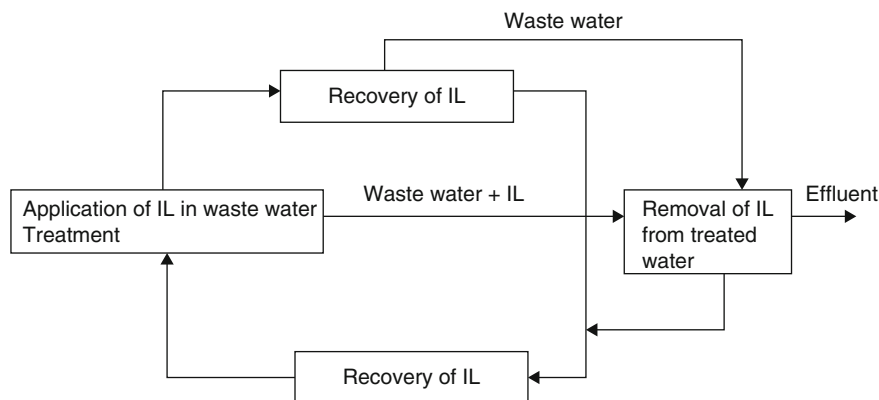 Waste water
Recovery of IL
Application of IL in waste water
Treatment
Waste water + IL
Removal of IL
from treated
water
Effluent
Recovery of IL